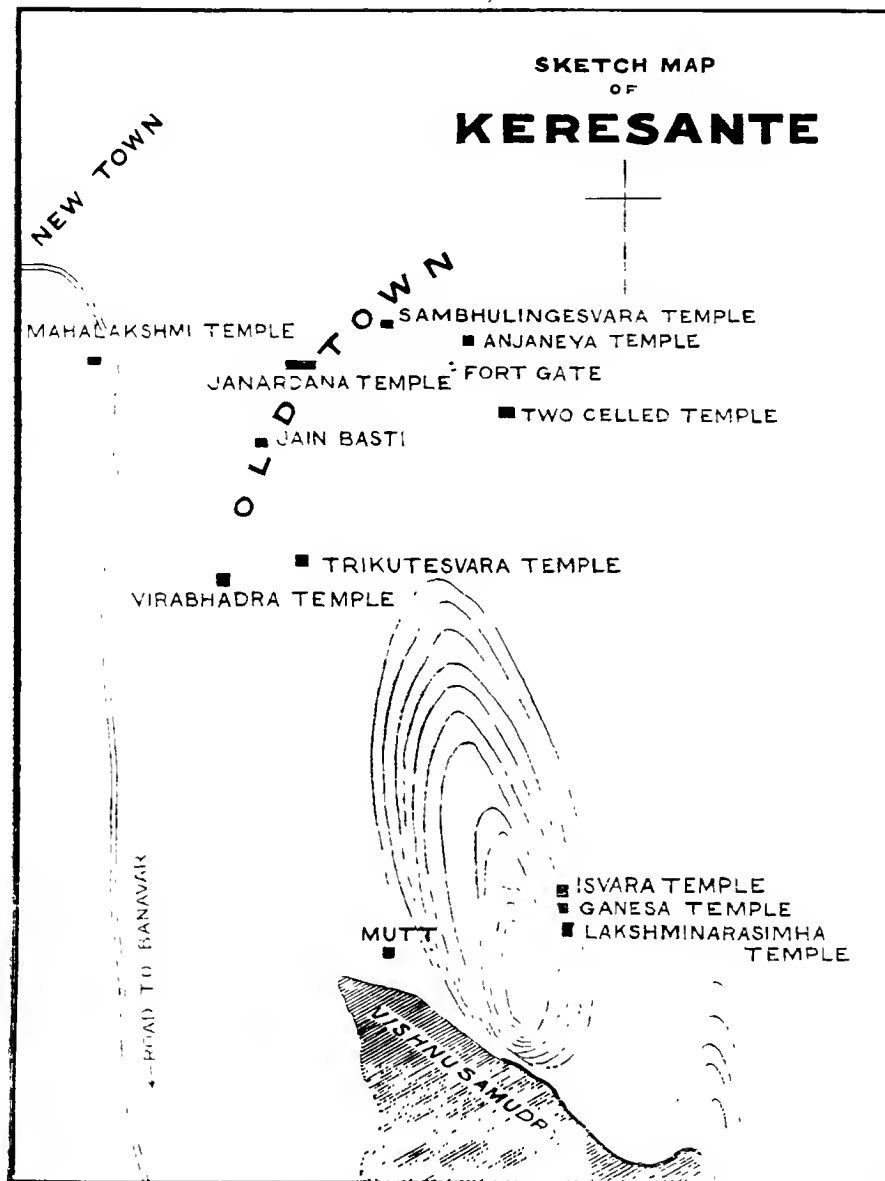 SKETCH MAP
OF
KERESANTE
NEW TOWN
OLD TOWN
SAMBHULINGESVARA TEMPLE
MAHALAKSHMI TEMPLE
ANJANEYA TEMPLE
JANARDANA TEMPLE
FORT GATE
TWO CELLED TEMPLE
JAIN BASTI
TRIKUTESVARA TEMPLE
VIRABHADRA TEMPLE
ISVARA TEMPLE
GANESA TEMPLE
LAKSHMINARASIMHA
TEMPLE
MUTT
ROAD TO BANAVAR
VISHNUSAMUDR